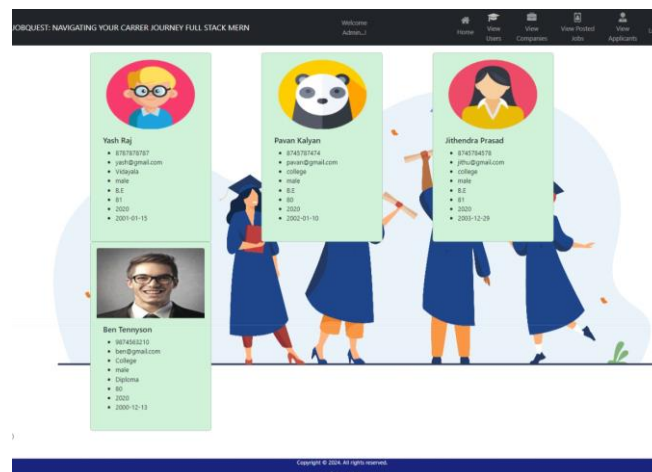 JOBQUEST: NAVIGATING YOUR CARRER JOURNEY FULL STACK MERN
Welcome
Admin...!
Home
View
Users
View
Companies
View Posted
Jobs
View
Applicants
Yash Raj
8787878787
yash@gmail.com
Vidayala
male
B.E
81
2020
2001-01-15
Pavan Kalyan
8745787474
pavan@gmail.com
college
male
B.E
80
2020
2002-01-10
Jithendra Prasad
8745784578
jithu@gmail.com
college
male
B.E
81
2020
2003-12-29
Ben Tennyson
9874563210
ben@gmail.com
College
male
Diploma
80
2020
2000-12-13
)
Copyright © 2024. All rights reserved.